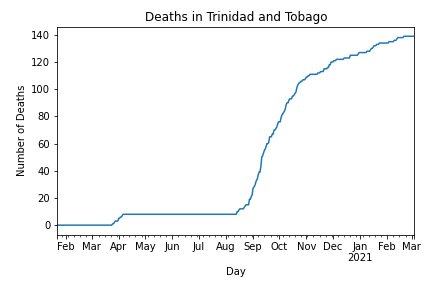 Deaths in Trinidad and Tobago
140
120
100
80
60
40
20
0
Number of Deaths
Feb Mar Apr May Jun Jul Aug Sep Oct Nov Dec Jan Feb Mar
2021
Day